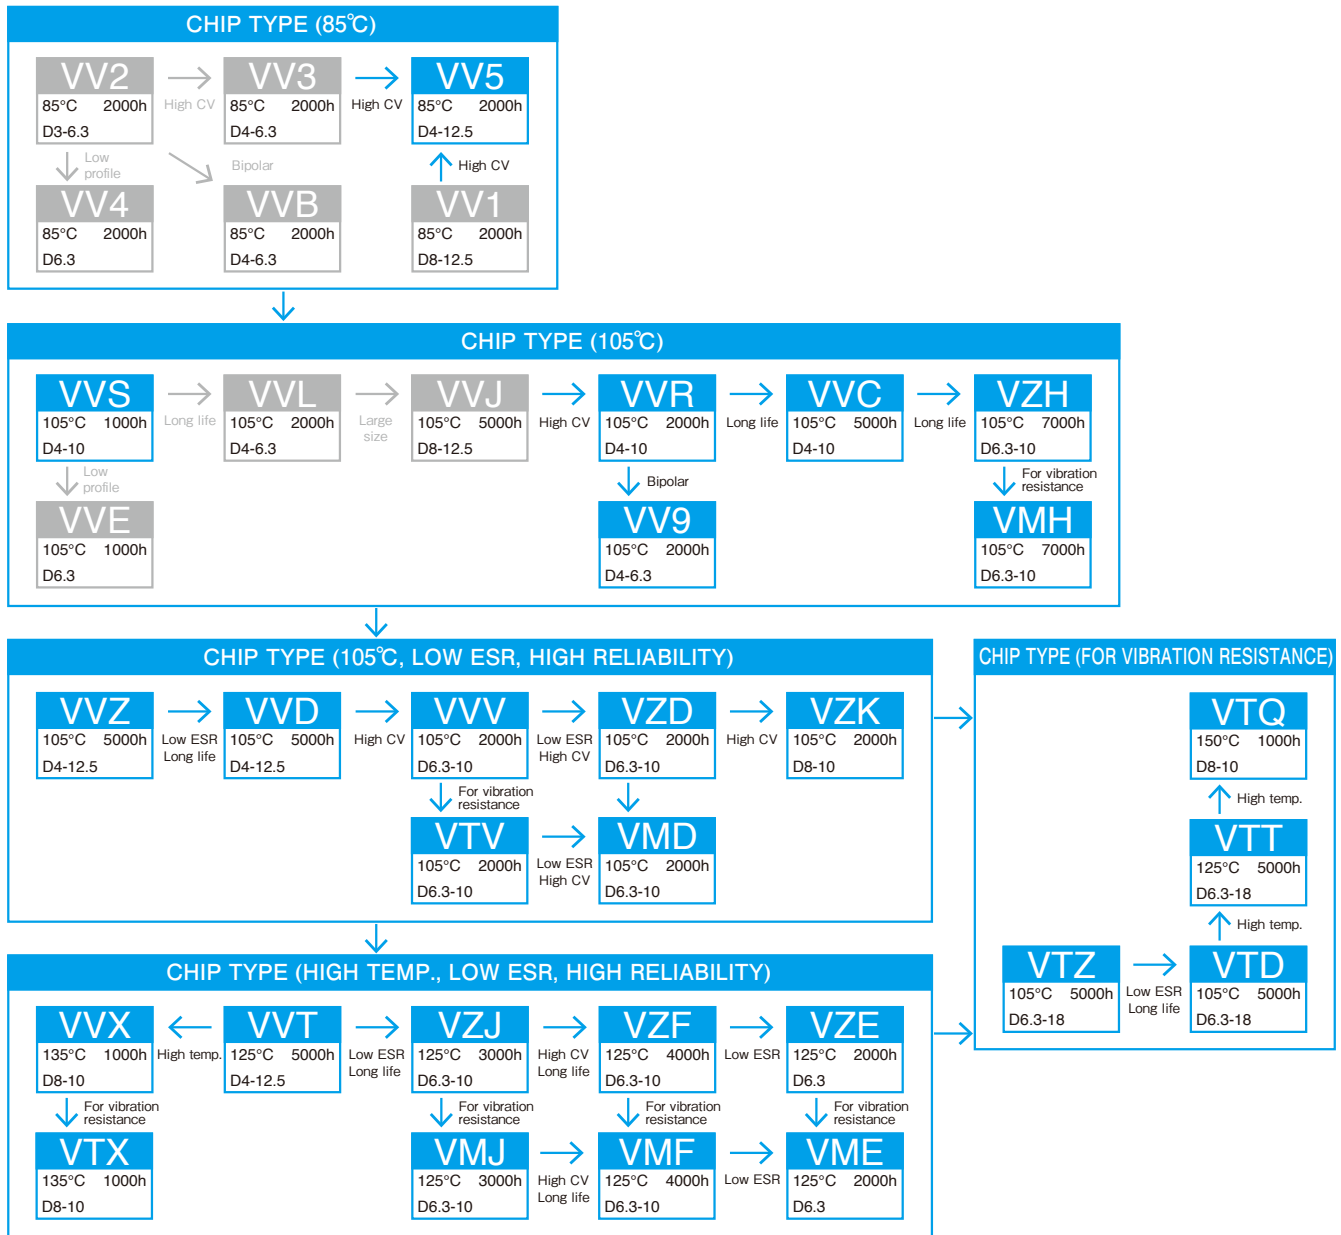 CHIP TYPE (85℃)
VV2
85°C 2000h
D3-6.3
High CV
VV3
85°C 2000h
D4-6.3
High CV
VV5
85°C 2000h
D4-12.5
Low
profile
Bipolar
High CV
VV4
85°C 2000h
D6.3
VVB
85°C 2000h
D4-6.3
VV1
85°C 2000h
D8-12.5
CHIP TYPE (105℃)
VVS
105°C 1000h
D4-10
Long life
VVL
105°C 2000h
D4-6.3
Large
size
VVJ
105°C 5000h
D8-12.5
High CV
VVR
105°C 2000h
D4-10
Long life
VVC
105°C 5000h
D4-10
Long life
VZH
105°C 7000h
D6.3-10
Low
profile
Bipolar
For vibration
resistance
VVE
105°C 1000h
D6.3
VV9
105°C 2000h
D4-6.3
VMH
105°C 7000h
D6.3-10
CHIP TYPE (105℃, LOW ESR, HIGH RELIABILITY)
VVZ
105°C 5000h
D4-12.5
Low ESR
Long life
VVD
105°C 5000h
D4-12.5
High CV
VVV
105°C 2000h
D6.3-10
Low ESR
High CV
VZD
105°C 2000h
D6.3-10
High CV
VZK
105°C 2000h
D8-10
For vibration
resistance
VTV
105°C 2000h
D6.3-10
Low ESR
High CV
VMD
105°C 2000h
D6.3-10
CHIP TYPE (FOR VIBRATION RESISTANCE)
VTQ
150°C 1000h
D8-10
High temp.
VTT
125°C 5000h
D6.3-18
High temp.
VTZ
105°C 5000h
D6.3-18
Low ESR
Long life
VTD
105°C 5000h
D6.3-18
CHIP TYPE (HIGH TEMP., LOW ESR, HIGH RELIABILITY)
VVX
135°C 1000h
D8-10
High temp.
VVT
125°C 5000h
D4-12.5
Low ESR
Long life
VZJ
125°C 3000h
D6.3-10
High CV
Long life
VZF
125°C 4000h
D6.3-10
Low ESR
VZE
125°C 2000h
D6.3
For vibration
resistance
For vibration
resistance
For vibration
resistance
For vibration
resistance
VTX
135°C 1000h
D8-10
VMJ
125°C 3000h
D6.3-10
High CV
Long life
VMF
125°C 4000h
D6.3-10
Low ESR
VME
125°C 2000h
D6.3